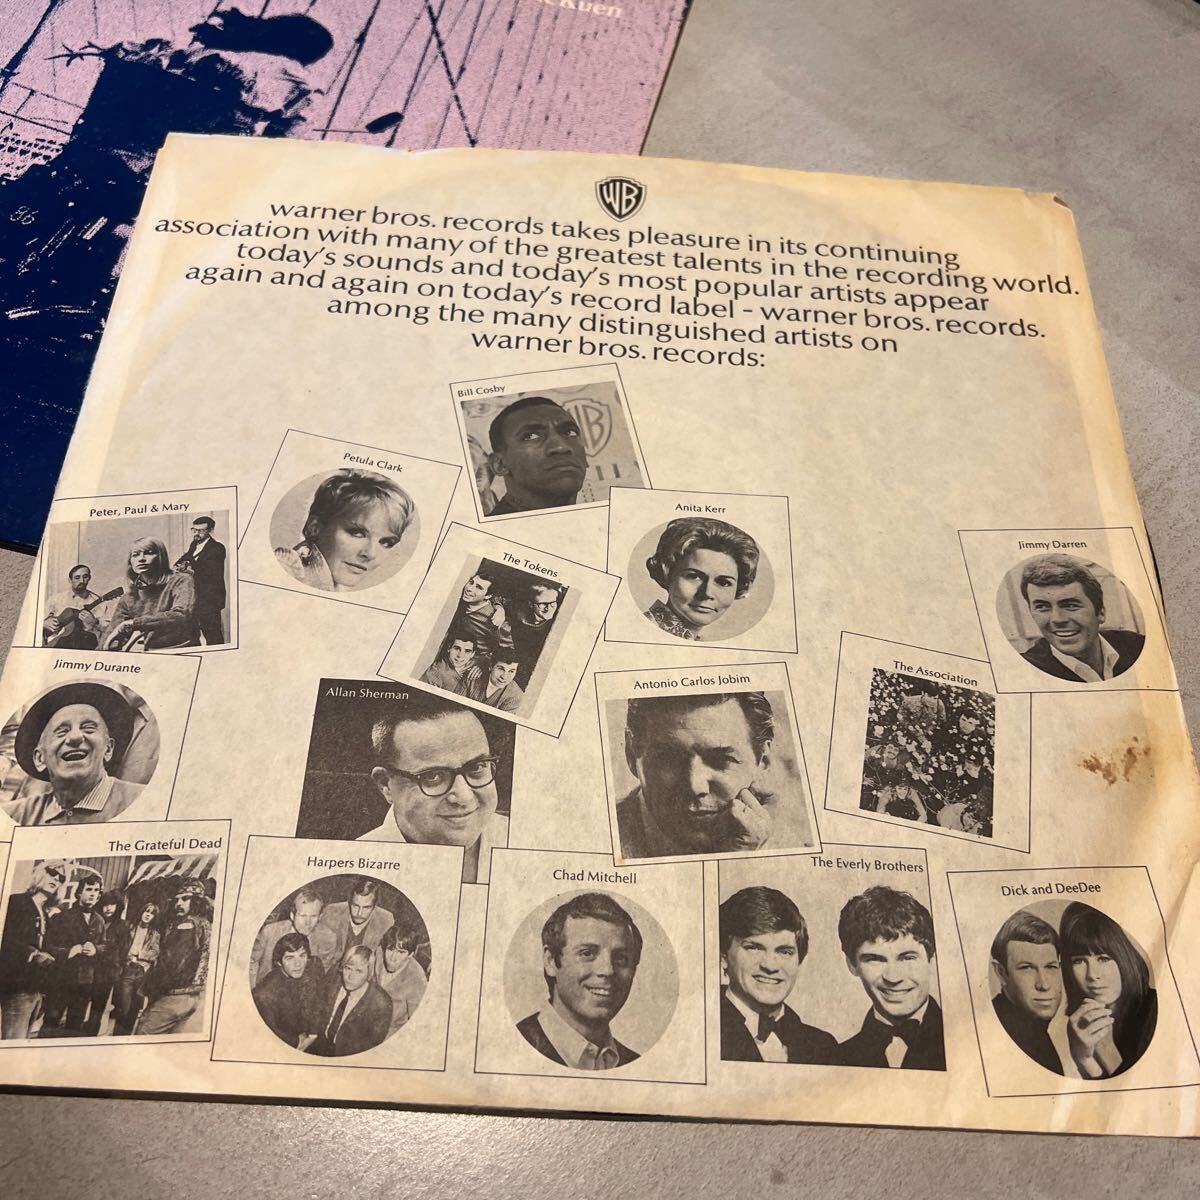 WB
warner bros. records takes pleasure in its continuing
association with many of the greatest talents in the recording world.
today's sounds and today's most popular artists appear
again and again on today's record label - warner bros. records.
among the many distinguished artists on
warner bros. records:
Bill Cosby
WB
Petula Clark
Peter, Paul & Mary
Anita Kerr
The Tokens
Jimmy Darren
Jimmy Durante
Allan Sherman
Antonio Carlos Jobim
The Association
The Grateful Dead
Harpers Bizarre
Chad Mitchell
The Everly Brothers
Dick and DeeDee